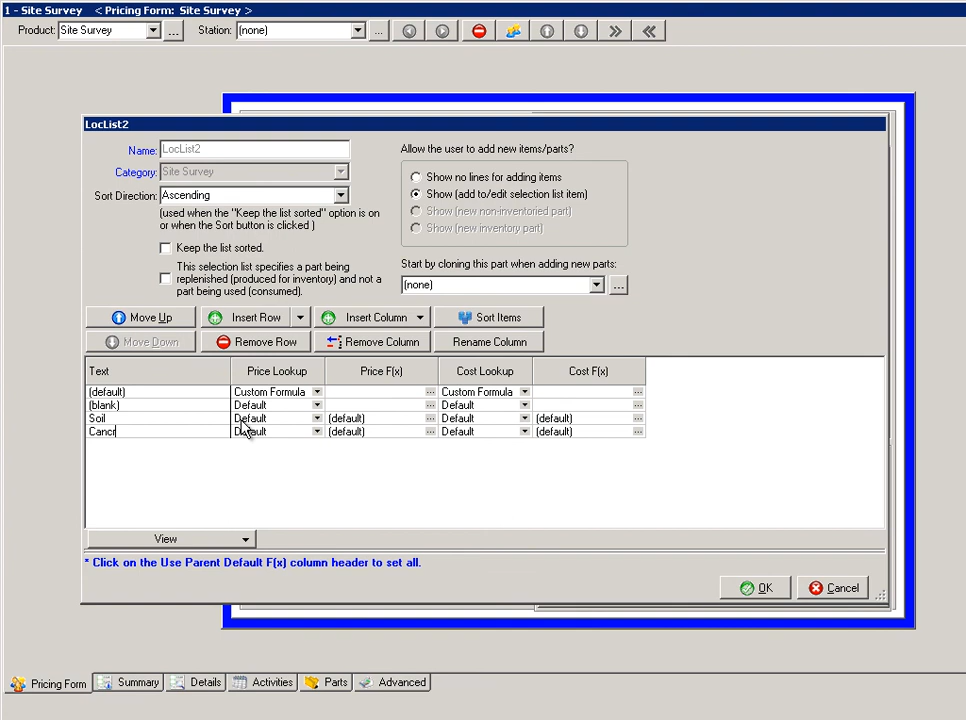 1 - Site Survey < Pricing Form: Site Survey >
Product: Site Survey ... Station: (none) ...
LocList2
Name: LocList2
Category: Site Survey
Sort Direction: Ascending
(used when the "Keep the list sorted" option is on
or when the Sort button is clicked )
Keep the list sorted.
This selection list specifies a part being
replenished (produced for inventory) and not a
part being used (consumed).
Allow the user to add new items/parts?
Show no lines for adding items
Show (add to/edit selection list item)
Show (new non-inventoried part)
Show (new inventory part)
Start by cloning this part when adding new parts:
(none) ...
Move Up Insert Row Insert Column Sort Items
Move Down Remove Row Remove Column Rename Column
Text Price Lookup Price F(x) Cost Lookup Cost F(x)
(default) Custom Formula ... Custom Formula ...
(blank) Default ... Default ...
Soil Default (default) ... Default (default) ...
Cancr Default (default) ... Default (default) ...
View
* Click on the Use Parent Default F(x) column header to set all.
OK Cancel
Pricing Form Summary Details Activities Parts Advanced